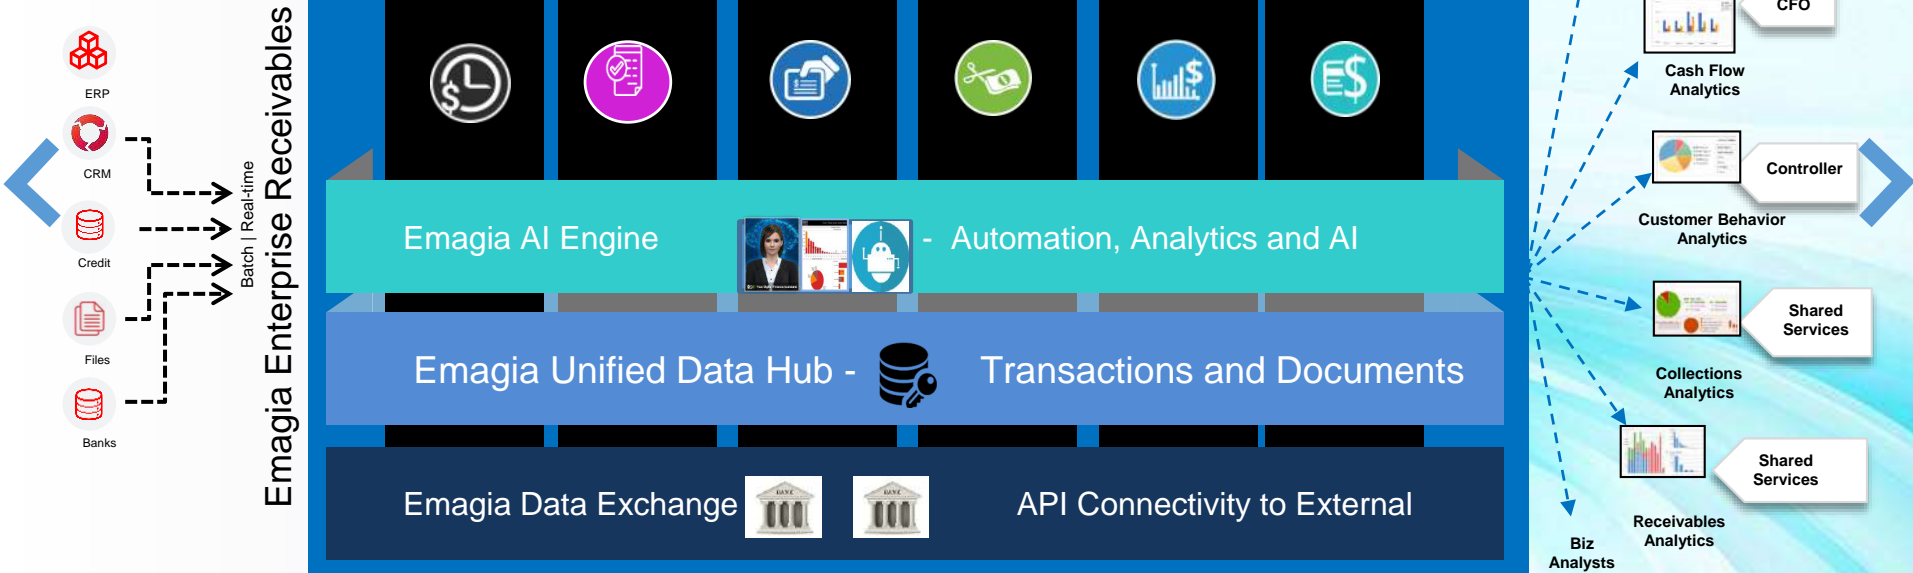 ERP
CRM
Credit
Files
Banks
Batch | Real-time
Emagia Enterprise Receivables
Emagia AI Engine
- Automation, Analytics and AI
Emagia Unified Data Hub -
Transactions and Documents
Emagia Data Exchange
BANK
BANK
API Connectivity to External
CFO
Cash Flow
Analytics
Controller
Customer Behavior
Analytics
Shared
Services
Collections
Analytics
Shared
Services
Receivables
Analytics
Biz
Analysts